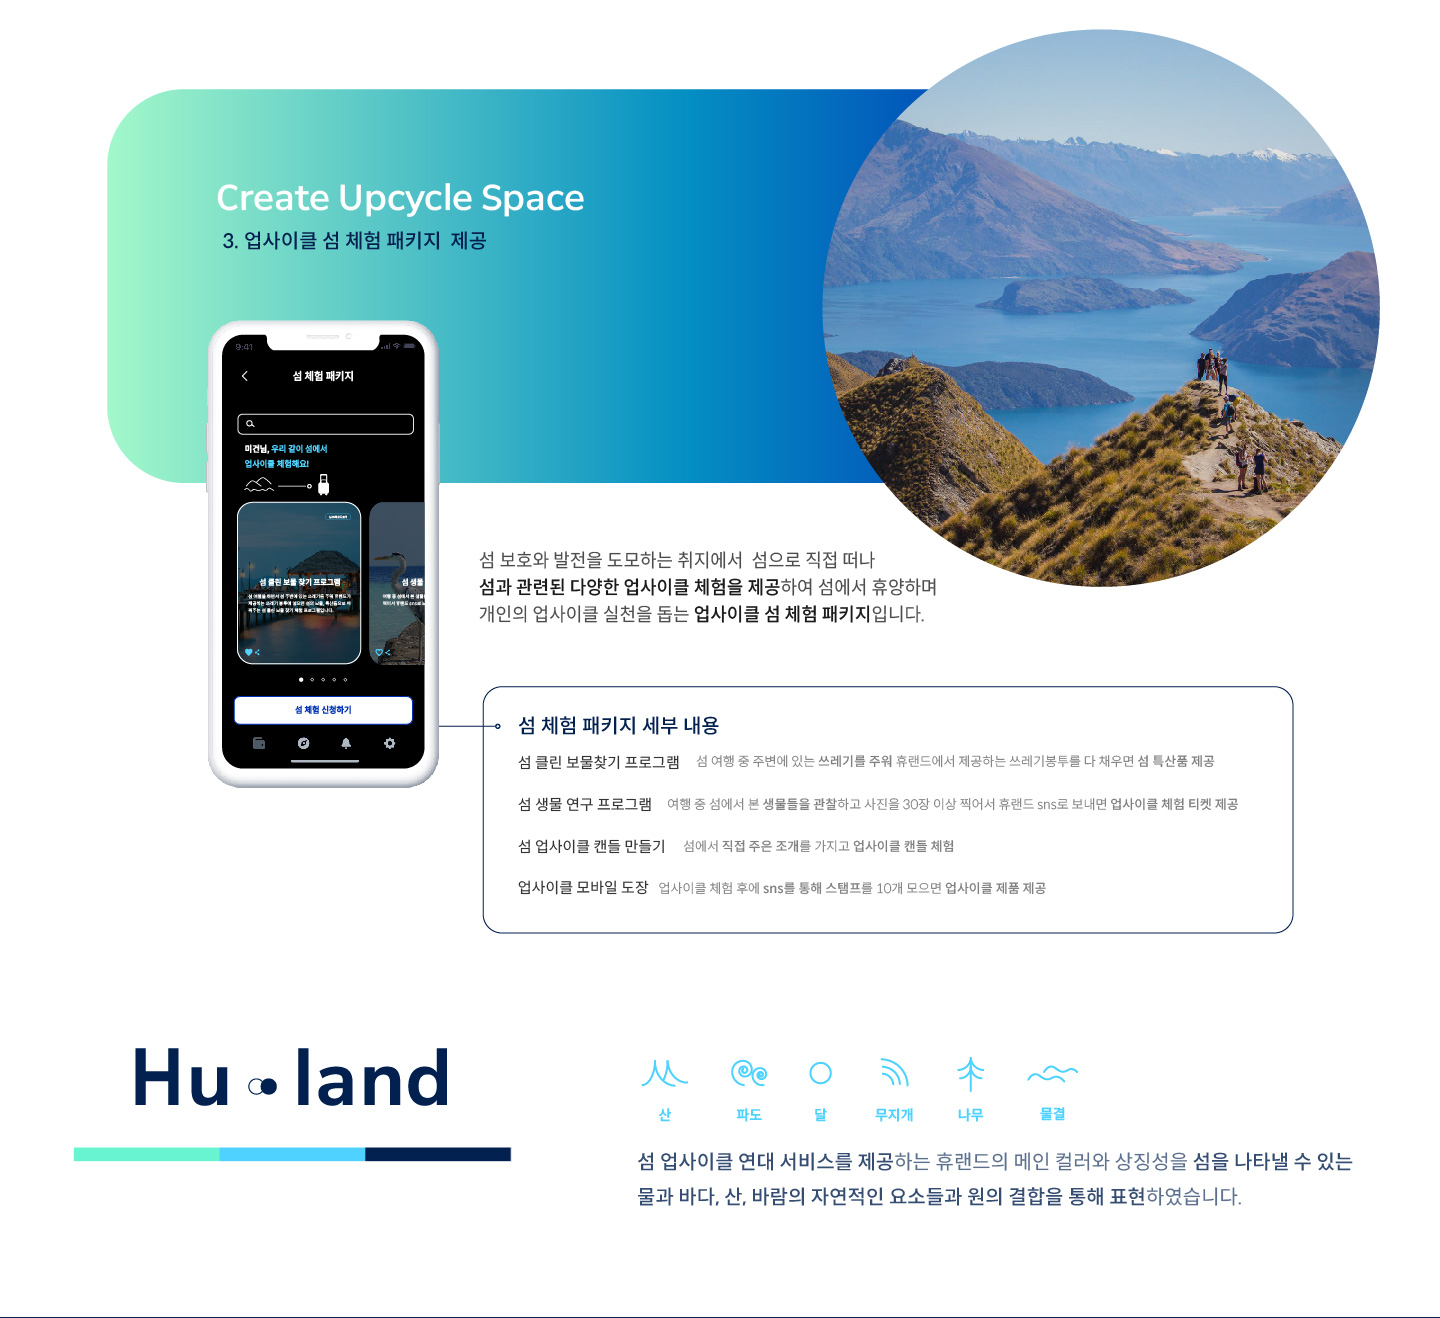 Create Upcycle Space
3. 업사이클 섬 체험 패키지 제공
9:41
섬 체험 패키지
미건님, 우리 같이 섬에서
업사이클 체험해요!
섬 클린 보물 찾기 프로그램
섬 생물
섬 체험 신청하기
섬 보호와 발전을 도모하는 취지에서 섬으로 직접 떠나
섬과 관련된 다양한 업사이클 체험을 제공하여 섬에서 휴양하며
개인의 업사이클 실천을 돕는 업사이클 섬 체험 패키지입니다.
섬 체험 패키지 세부 내용
섬 클린 보물찾기 프로그램 섬 여행 중 주변에 있는 쓰레기를 주워 휴랜드에서 제공하는 쓰레기봉투를 다 채우면 섬 특산품 제공
섬 생물 연구 프로그램 여행 중 섬에서 본 생물들을 관찰하고 사진을 30장 이상 찍어서 휴랜드 sns로 보내면 업사이클 체험 티켓 제공
섬 업사이클 캔들 만들기 섬에서 직접 주은 조개를 가지고 업사이클 캔들 체험
업사이클 모바일 도장 업사이클 체험 후에 sns를 통해 스탬프를 10개 모으면 업사이클 제품 제공
Hu land
산 파도 달 무지개 나무 물결
섬 업사이클 연대 서비스를 제공하는 휴랜드의 메인 컬러와 상징성을 섬을 나타낼 수 있는
물과 바다, 산, 바람의 자연적인 요소들과 원의 결합을 통해 표현하였습니다.